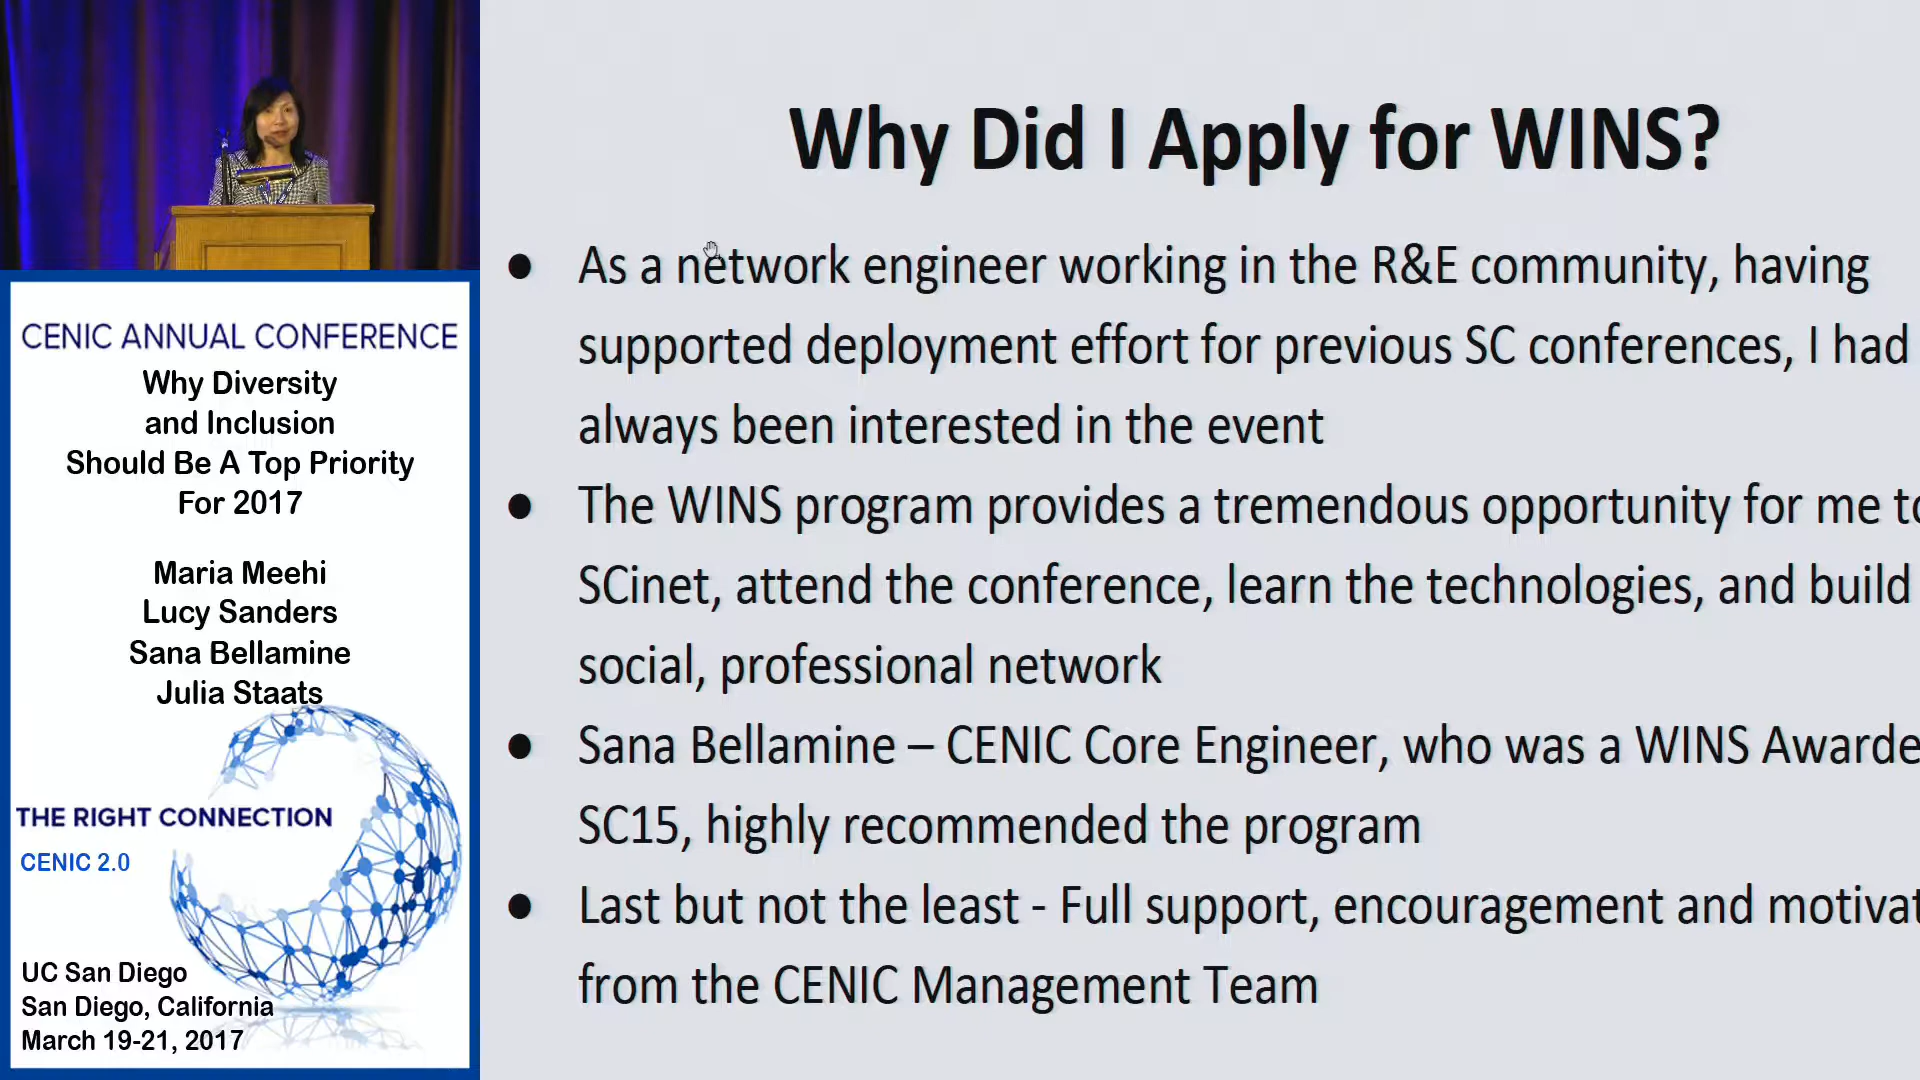 CENIC ANNUAL CONFERENCE
Why Diversity
and Inclusion
Should Be A Top Priority
For 2017
Maria Meehi
Lucy Sanders
Sana Bellamine
Julia Staats
THE RIGHT CONNECTION
CENIC 2.0
UC San Diego
San Diego, California
March 19-21, 2017
Why Did I Apply for WINS?
● As a network engineer working in the R&E community, having
supported deployment effort for previous SC conferences, I had
always been interested in the event
● The WINS program provides a tremendous opportunity for me
SCinet, attend the conference, learn the technologies, and build
social, professional network
● Sana Bellamine – CENIC Core Engineer, who was a WINS
SC15, highly recommended the program
● Last but not the least - Full support, encouragement and
from the CENIC Management Team